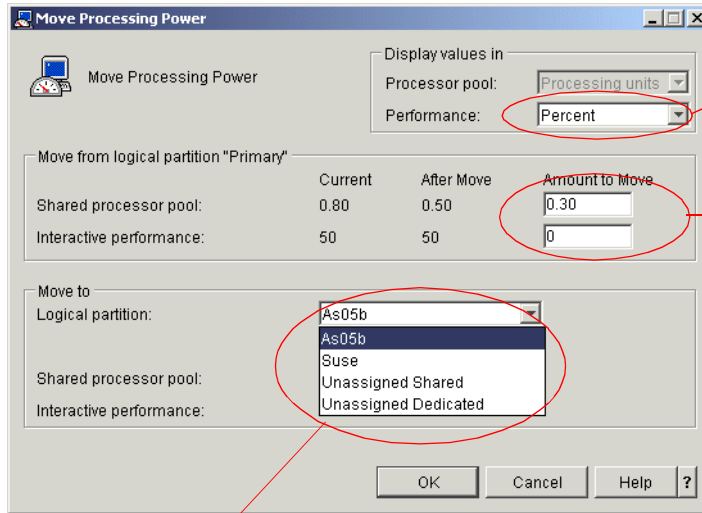 Move Processing Power
Move Processing Power
Display values in
Processor pool: Processing units
Performance: Percent
Move from logical partition "Primary"
Current After Move Amount to Move
Shared processor pool: 0.80 0.50 0.30
Interactive performance: 50 50 0
Move to
Logical partition: As05b
As05b
Suse
Unassigned Shared
Shared processor pool:
Unassigned Dedicated
Interactive performance:
OK Cancel Help ?